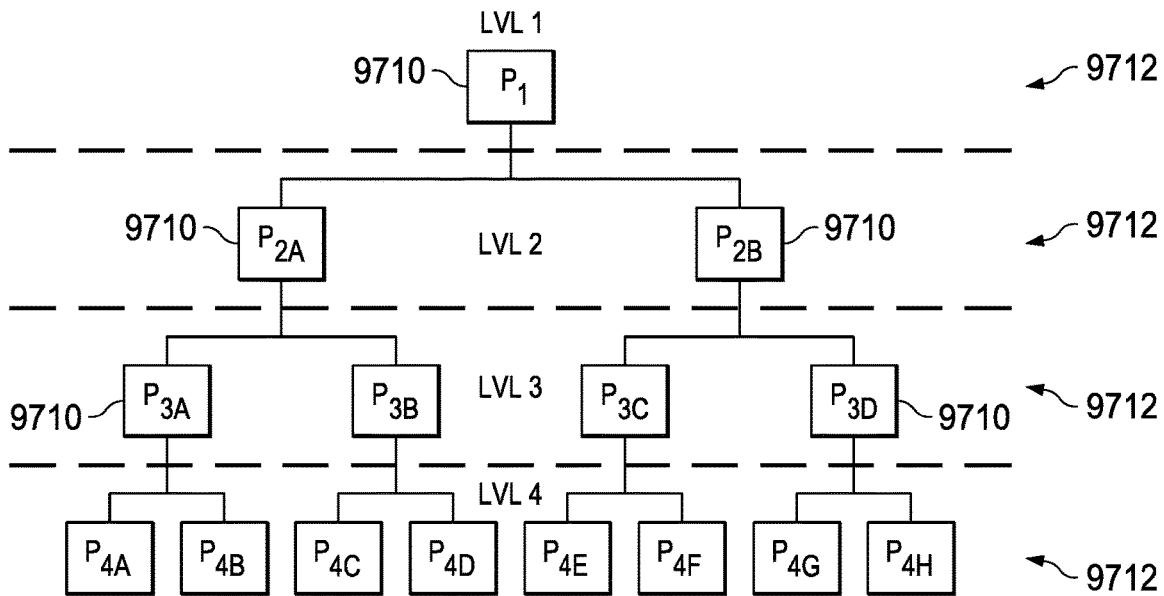 LVL 1
9710 P1 9712
9710 P2A LVL 2 P2B 9710 9712
9710 P3A P3B LVL 3 P3C P3D 9710 9712
LVL 4
P4A P4B P4C P4D P4E P4F P4G P4H 9712